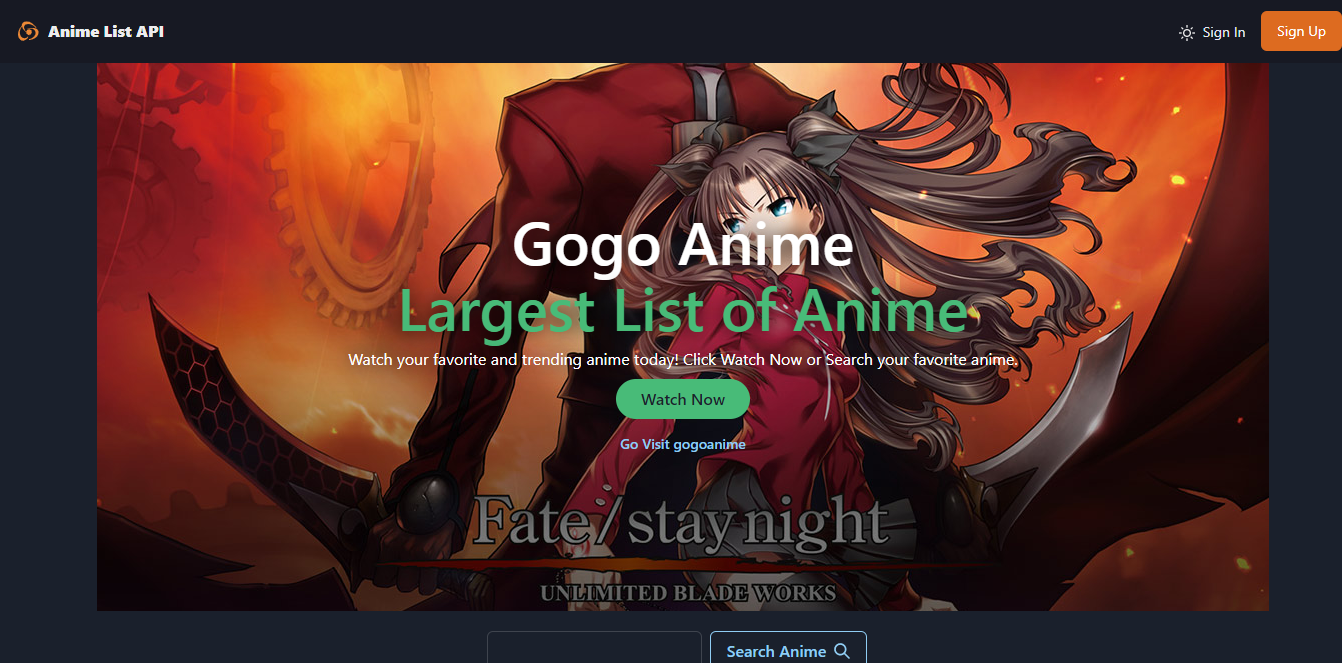 Anime List API
Sign In
Sign Up
Gogo Anime
Largest List of Anime
Watch your favorite and trending anime today! Click Watch Now or Search your favorite anime.
Watch Now
Go Visit gogoanime
Fate/stay night
UNLIMITED BLADE WORKS
Search Anime